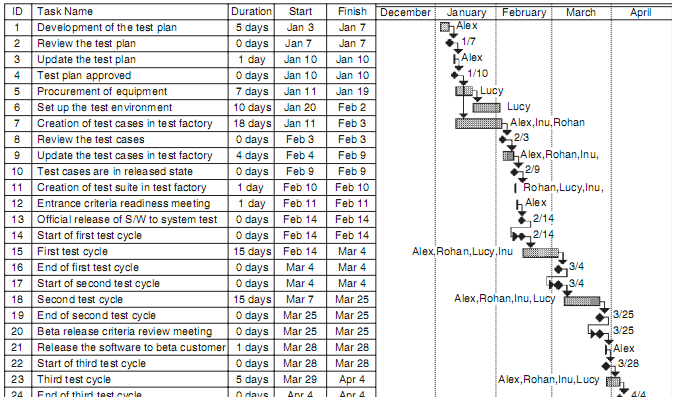 ID Task Name Duration Start Finish December January February March April
1 Development of the test plan 5 days Jan 3 Jan 7 Alex
2 Review the test plan 0 days Jan 7 Jan 7 1/7
3 Update the test plan 1 day Jan 10 Jan 10 Alex
4 Test plan approved 0 days Jan 10 Jan 10 1/10
5 Procurement of equipment 7 days Jan 11 Jan 19 Lucy
6 Set up the test environment 10 days Jan 20 Feb 2 Lucy
7 Creation of test cases in test factory 18 days Jan 11 Feb 3 Alex,Inu,Rohan
8 Review the test cases 0 days Feb 3 Feb 3 2/3
9 Update the test cases in test factory 4 days Feb 4 Feb 9 Alex,Rohan,Inu,
10 Test cases are in released state 0 days Feb 9 Feb 9 2/9
11 Creation of test suite in test factory 1 day Feb 10 Feb 10 Rohan,Lucy,Inu,
12 Entrance criteria readiness meeting 1 day Feb 11 Feb 11 Alex
13 Official release of S/W to system test 0 days Feb 14 Feb 14 2/14
14 Start of first test cycle 0 days Feb 14 Feb 14 2/14
15 First test cycle 15 days Feb 14 Mar 4 Alex,Rohan,Lucy,Inu
16 End of first test cycle 0 days Mar 4 Mar 4 3/4
17 Start of second test cycle 0 days Mar 4 Mar 4 3/4
18 Second test cycle 15 days Mar 7 Mar 25 Alex,Rohan,Inu,Lucy
19 End of second test cycle 0 days Mar 25 Mar 25 3/25
20 Beta release criteria review meeting 0 days Mar 25 Mar 25 3/25
21 Release the software to beta customer 1 days Mar 28 Mar 28 Alex
22 Start of third test cycle 0 days Mar 28 Mar 28 3/28
23 Third test cycle 5 days Mar 29 Apr 4 Alex,Rohan,Inu,Lucy
24 End of third test cycle 0 days Apr 4 Apr 4 4/4